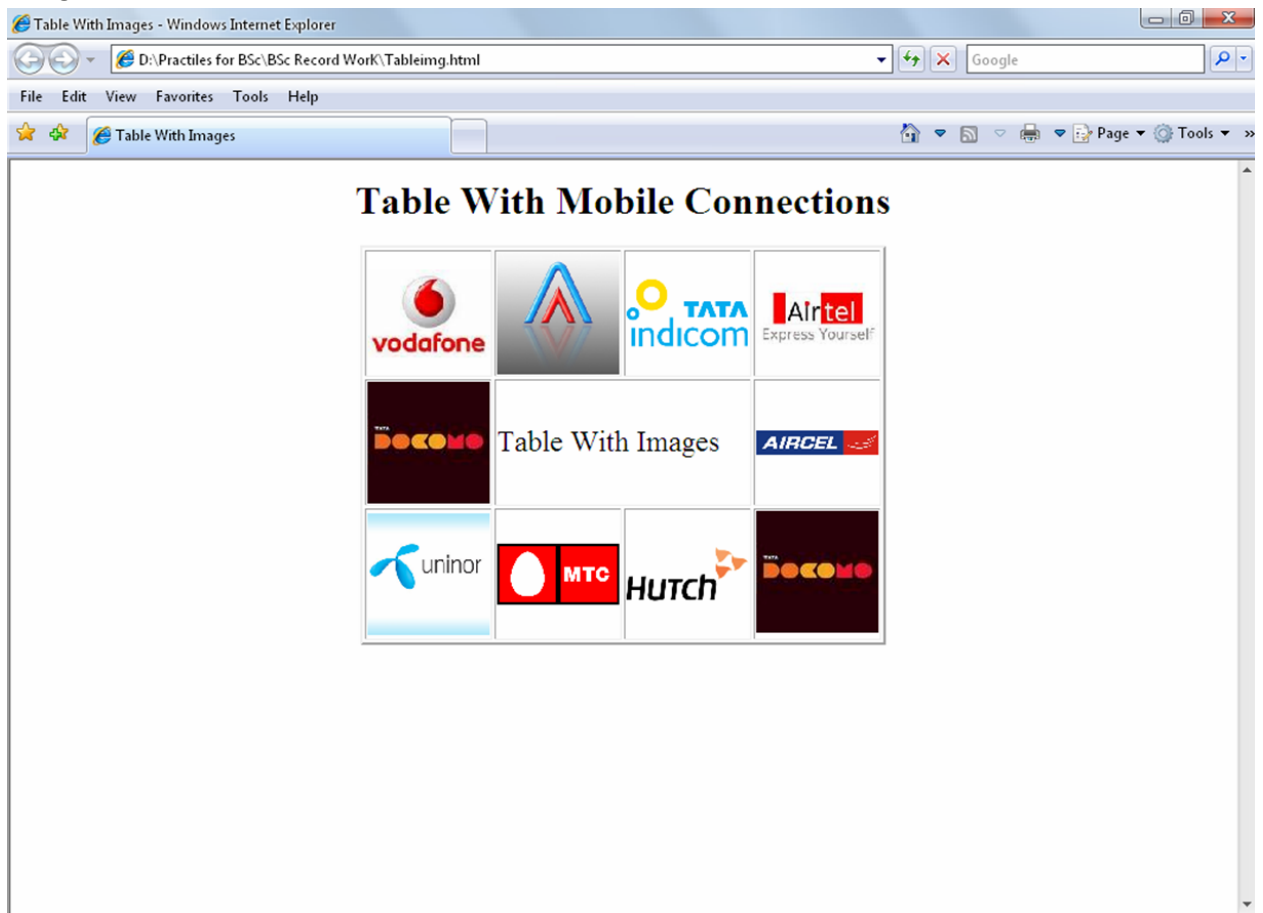 Table With Images - Windows Internet Explorer
D:\Practiles for BSc\BSc Record WorK\Tableimg.html
Google
File Edit View Favorites Tools Help
Table With Images
Page Tools »
Table With Mobile Connections
vodafone
TATA
indicom
Airtel
Express Yourself
TATA
DOCOMO
Table With Images
AIRCEL
uninor
MTC
HUTCH
TATA
DOCOMO